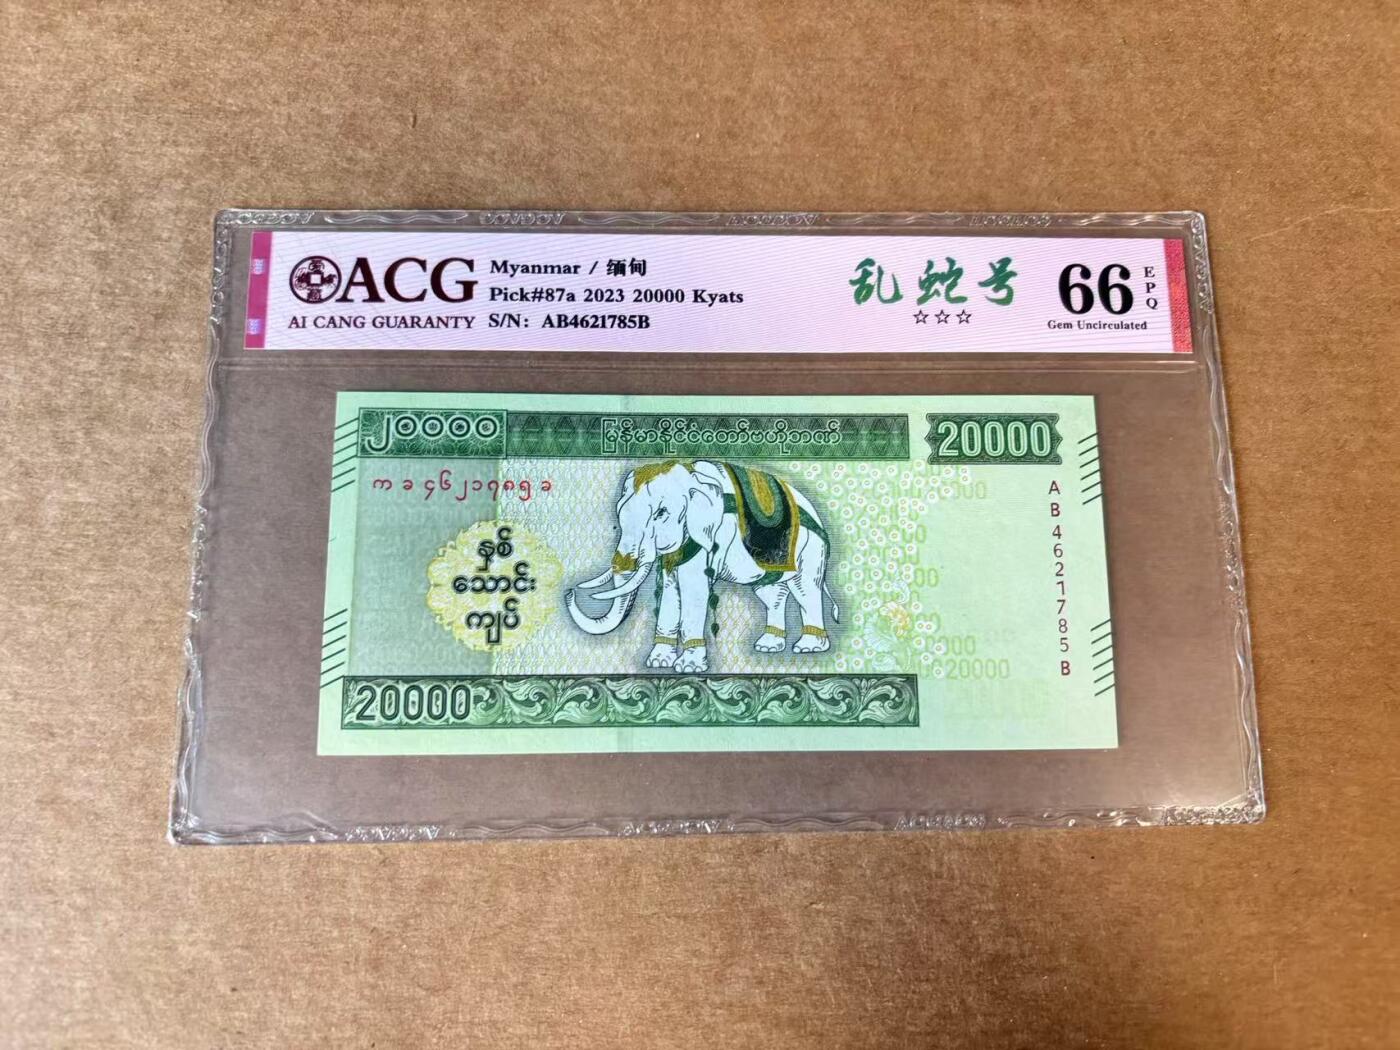 ACG
AI CANG GUARANTY
Myanmar / 缅甸
Pick#87a 2023 20000 Kyats
S/N: AB4621785B
乱蛇号
☆☆☆
66
EPQ
Gem Uncirculated
၂၀၀၀၀
မြန်မာနိုင်ငံတော်ဗဟိုဘဏ်
20000
က ခ ၄၆၂၁၇၈၅ ခ
AB4621785B
နှစ်
သောင်း
ကျပ်
20000
20000